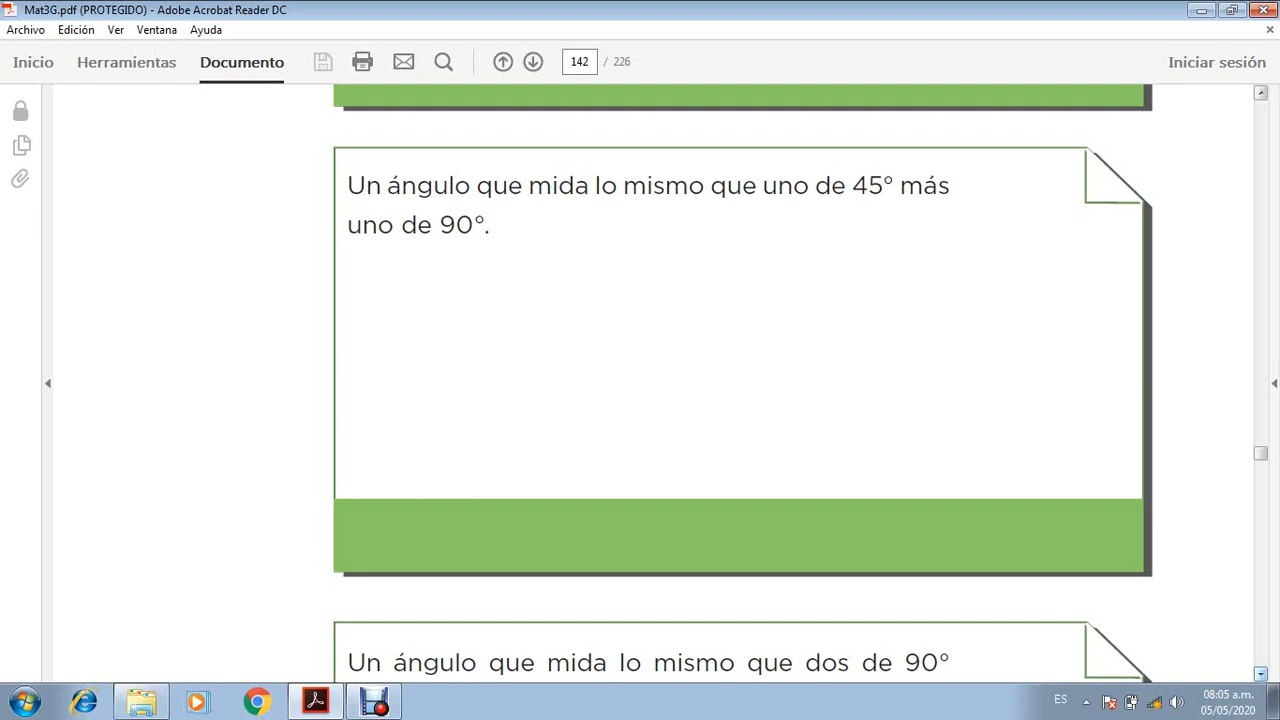 Mat3G.pdf (PROTEGIDO) - Adobe Acrobat Reader DC
Archivo Edición Ver Ventana Ayuda
Inicio Herramientas Documento 142 / 226 Iniciar sesión
Un ángulo que mida lo mismo que uno de 45° más
uno de 90°.
Un ángulo que mida lo mismo que dos de 90°
ES 08:05 a.m.
05/05/2020